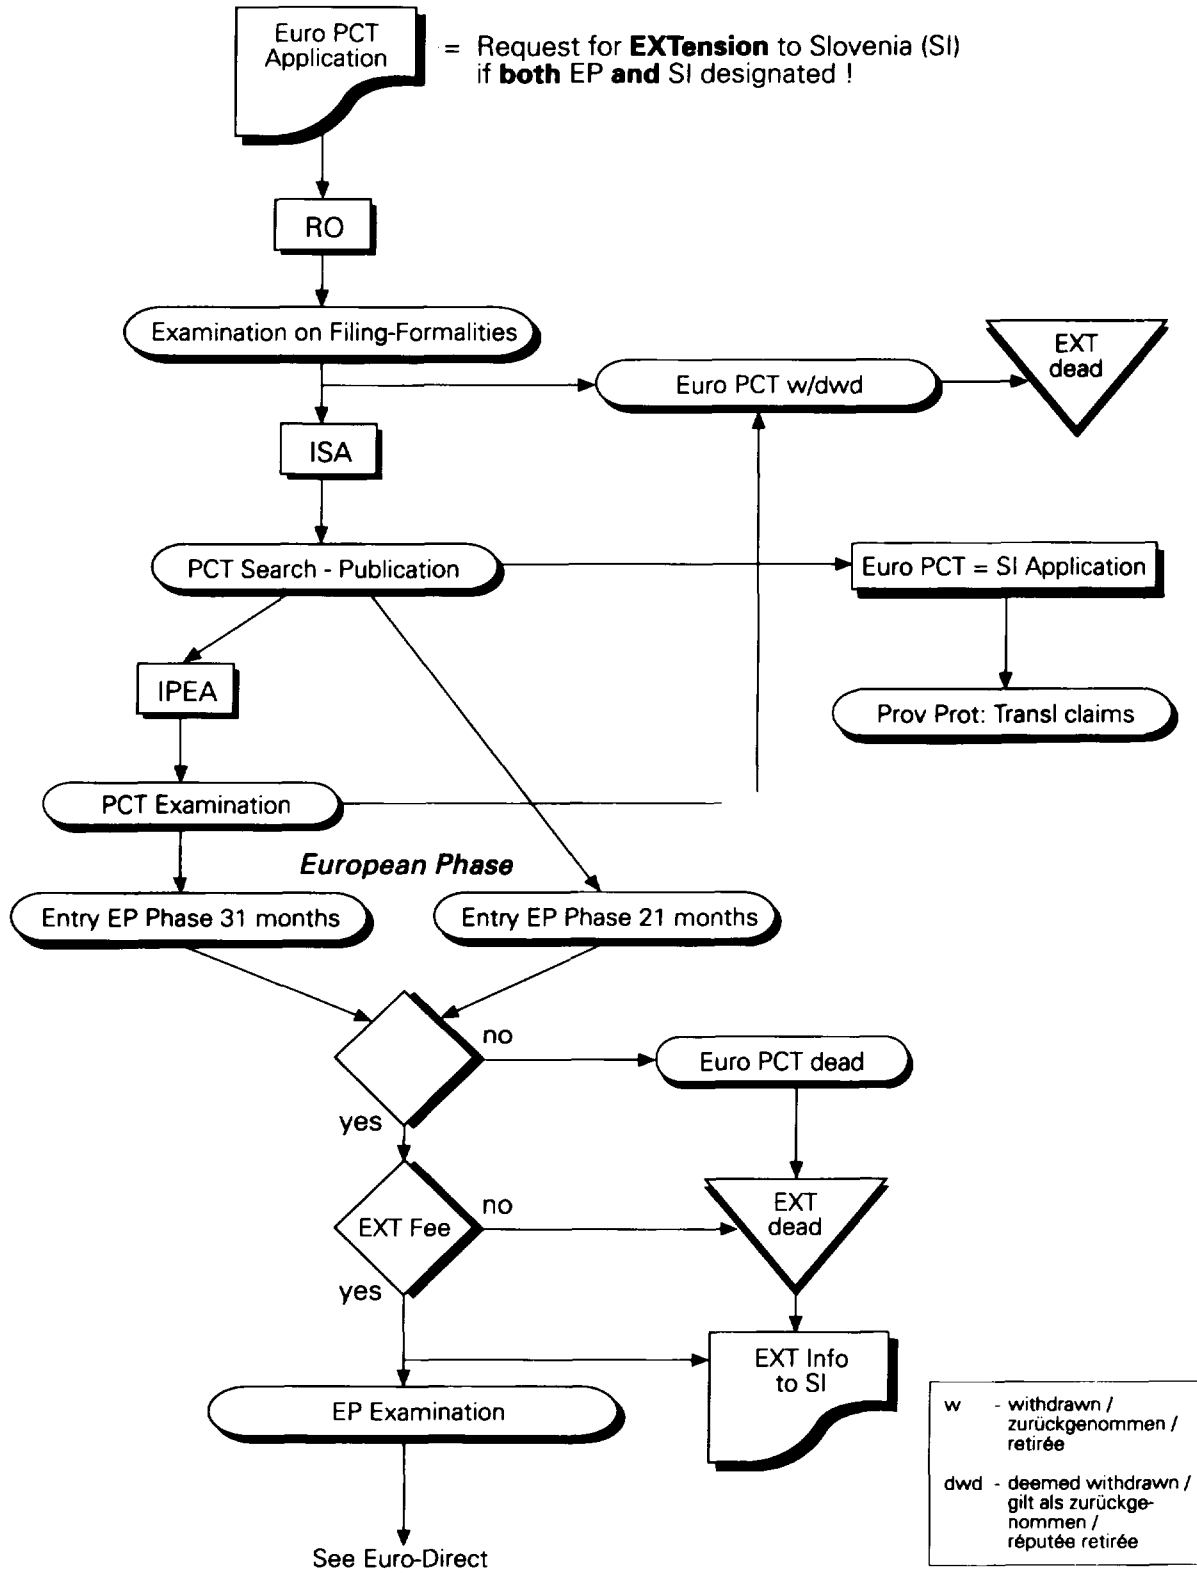 Euro PCT
Application
= Request for EXTension to Slovenia (SI)
if both EP and SI designated !
RO
Examination on Filing-Formalities
Euro PCT w/dwd
EXT
dead
ISA
PCT Search - Publication
Euro PCT = SI Application
IPEA
Prov Prot: Transl claims
PCT Examination
European Phase
Entry EP Phase 31 months
Entry EP Phase 21 months
no
Euro PCT dead
yes
EXT Fee
no
EXT
dead
yes
EXT Info
to SI
EP Examination
See Euro-Direct
w - withdrawn /
zurückgenommen /
retirée
dwd - deemed withdrawn /
gilt als zurückge-
nommen /
réputée retirée